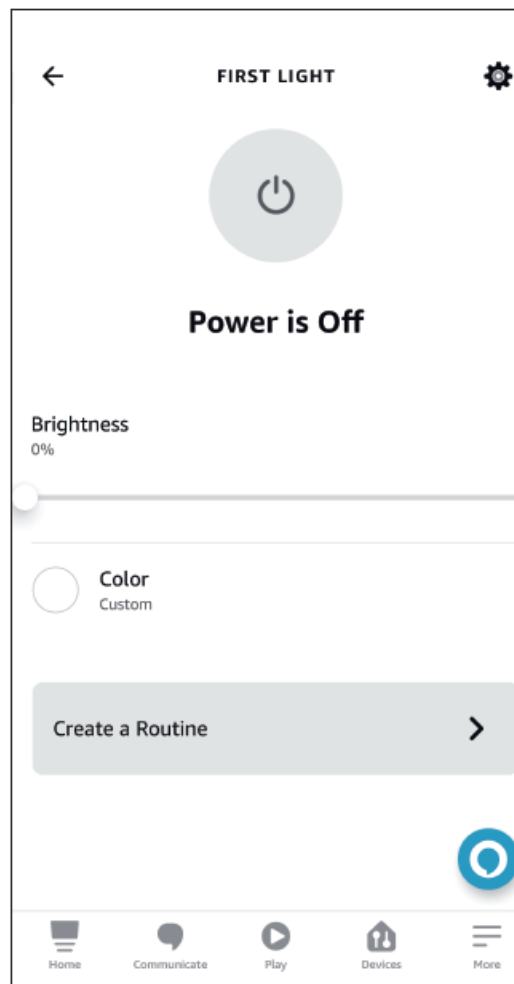 FIRST LIGHT
Power is Off
Brightness
0%
Color
Custom
Create a Routine
Home Communicate Play Devices More